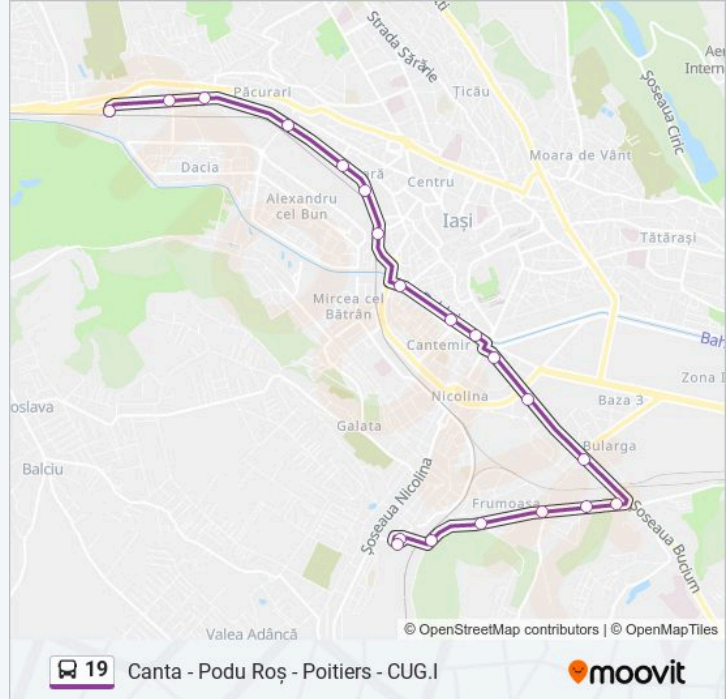 Strada Sărărie
Aer
Intern
Păcurari
Țicău
Șoseaua Ciric
Moara de Vânt
Dacia
Centru
Alexandru
cel Bun
Iași
Tătărași
Mircea cel
Bătrân
Cantemir
Bah
Zona I
Nicolina
Baza 3
oslava
Galata
Bularga
Balciu
Șoseaua Nicolina
Frumoasa
Șoseaua Bucium
Valea Adâncă
© OpenStreetMap contributors | © OpenMapTiles
19 Canta - Podu Roș - Poitiers - CUG.I
moovit